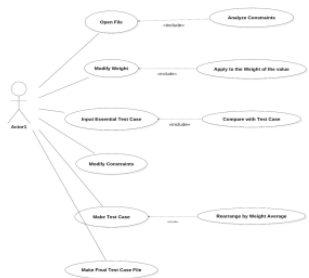 Open File
Analyze Constraints
«include»
Modify Weight
Apply to the Weight of the value
«include»
Actor1
Input Essential Test Case
Compare with Test Case
«include»
Modify Constraints
Make Test Case
Rearrange by Weight Average
Make Final Test Case File